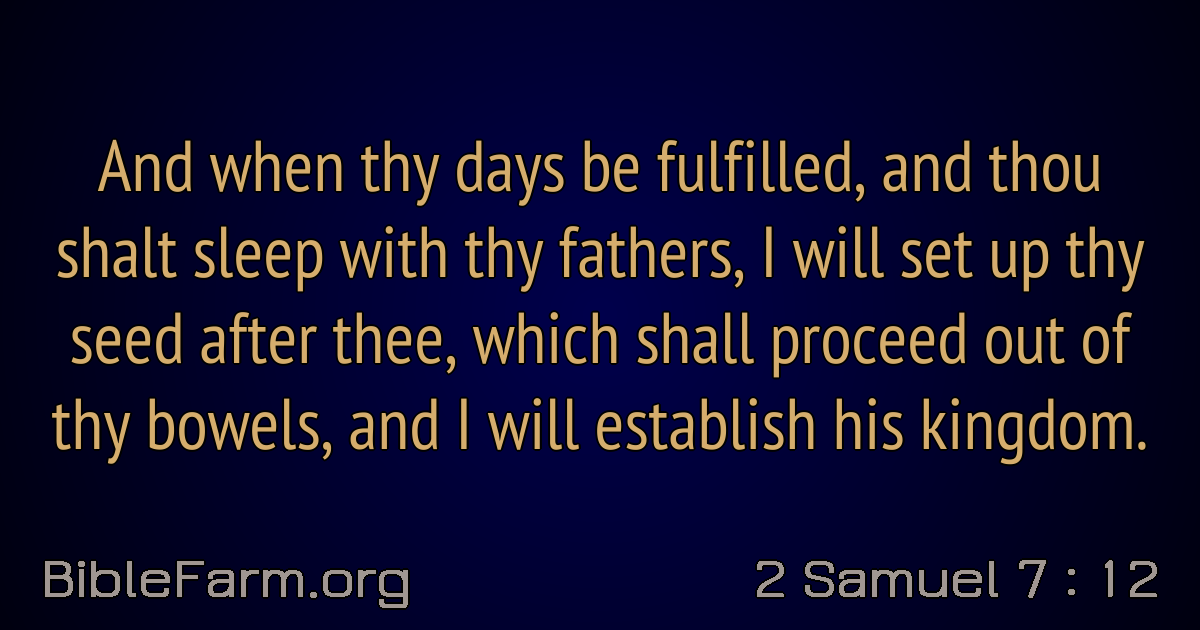 And when thy days be fulfilled, and thou
shalt sleep with thy fathers, I will set up thy
seed after thee, which shall proceed out of
thy bowels, and I will establish his kingdom.
BibleFarm.org
2 Samuel 7 : 12